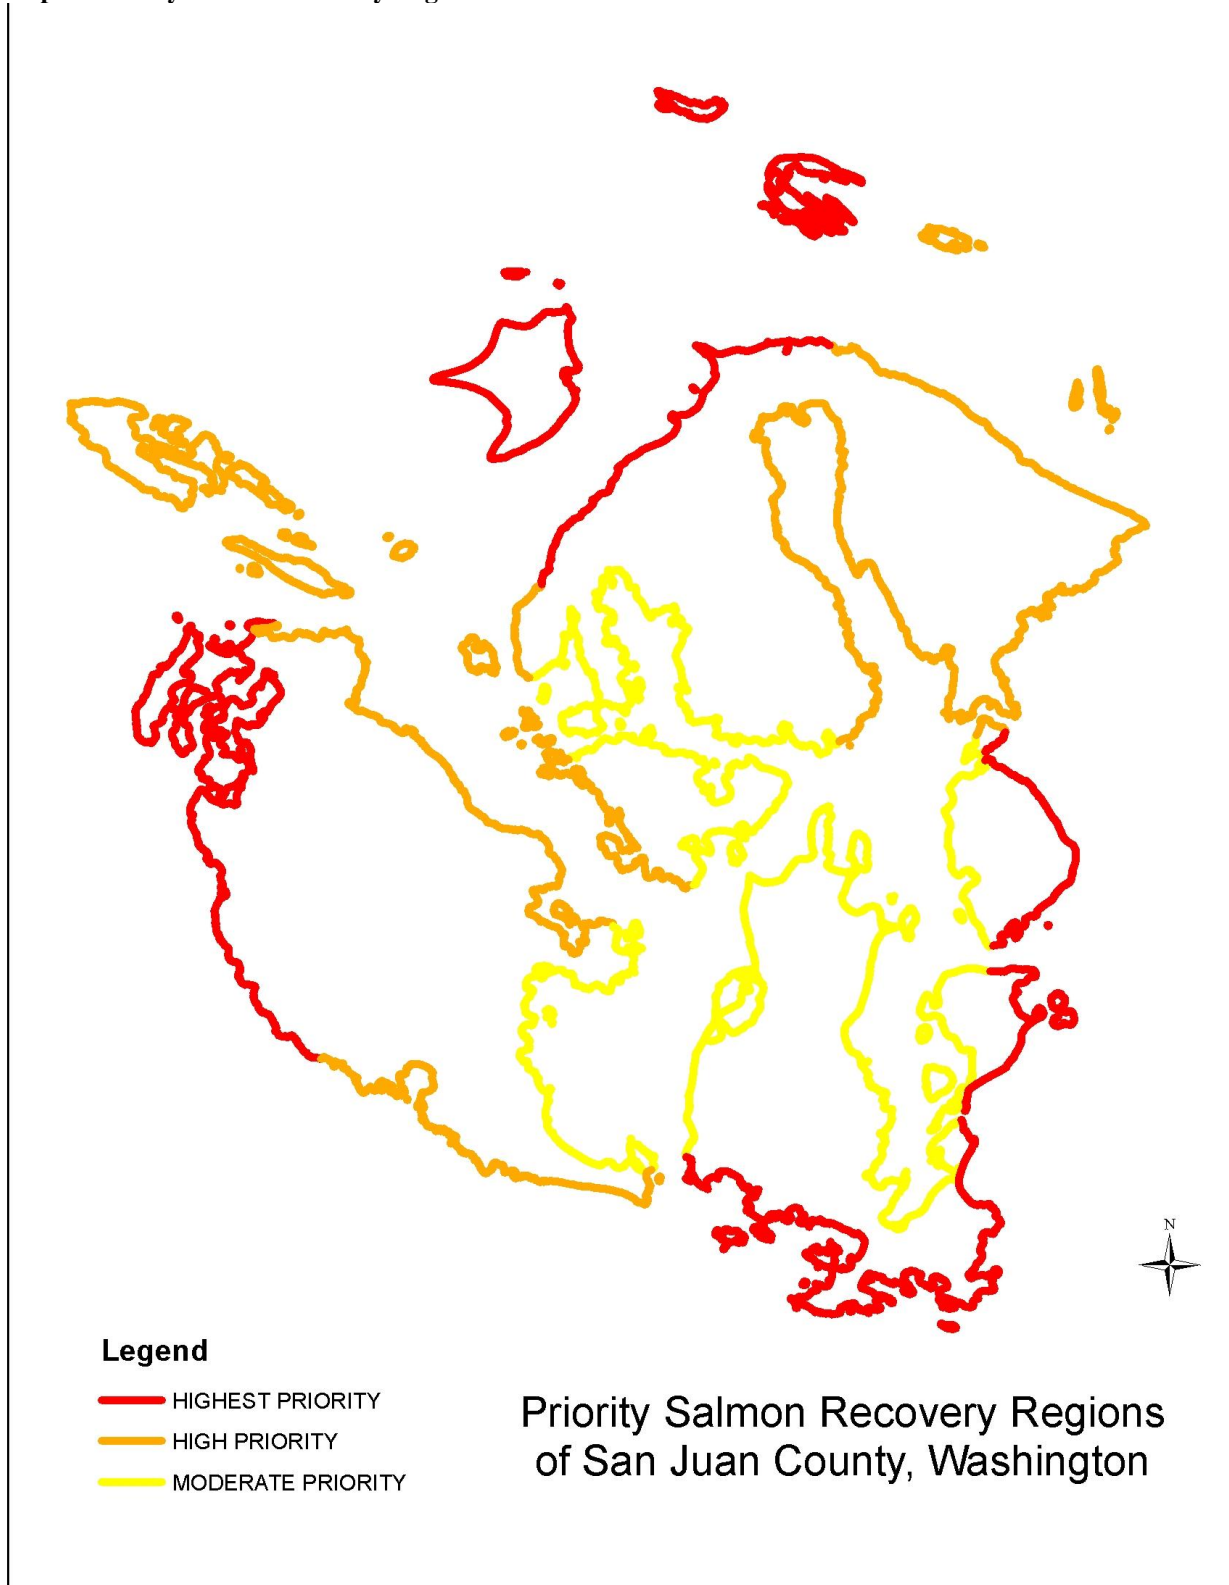 N
Legend
HIGHEST PRIORITY
HIGH PRIORITY
MODERATE PRIORITY
Priority Salmon Recovery Regions
of San Juan County, Washington